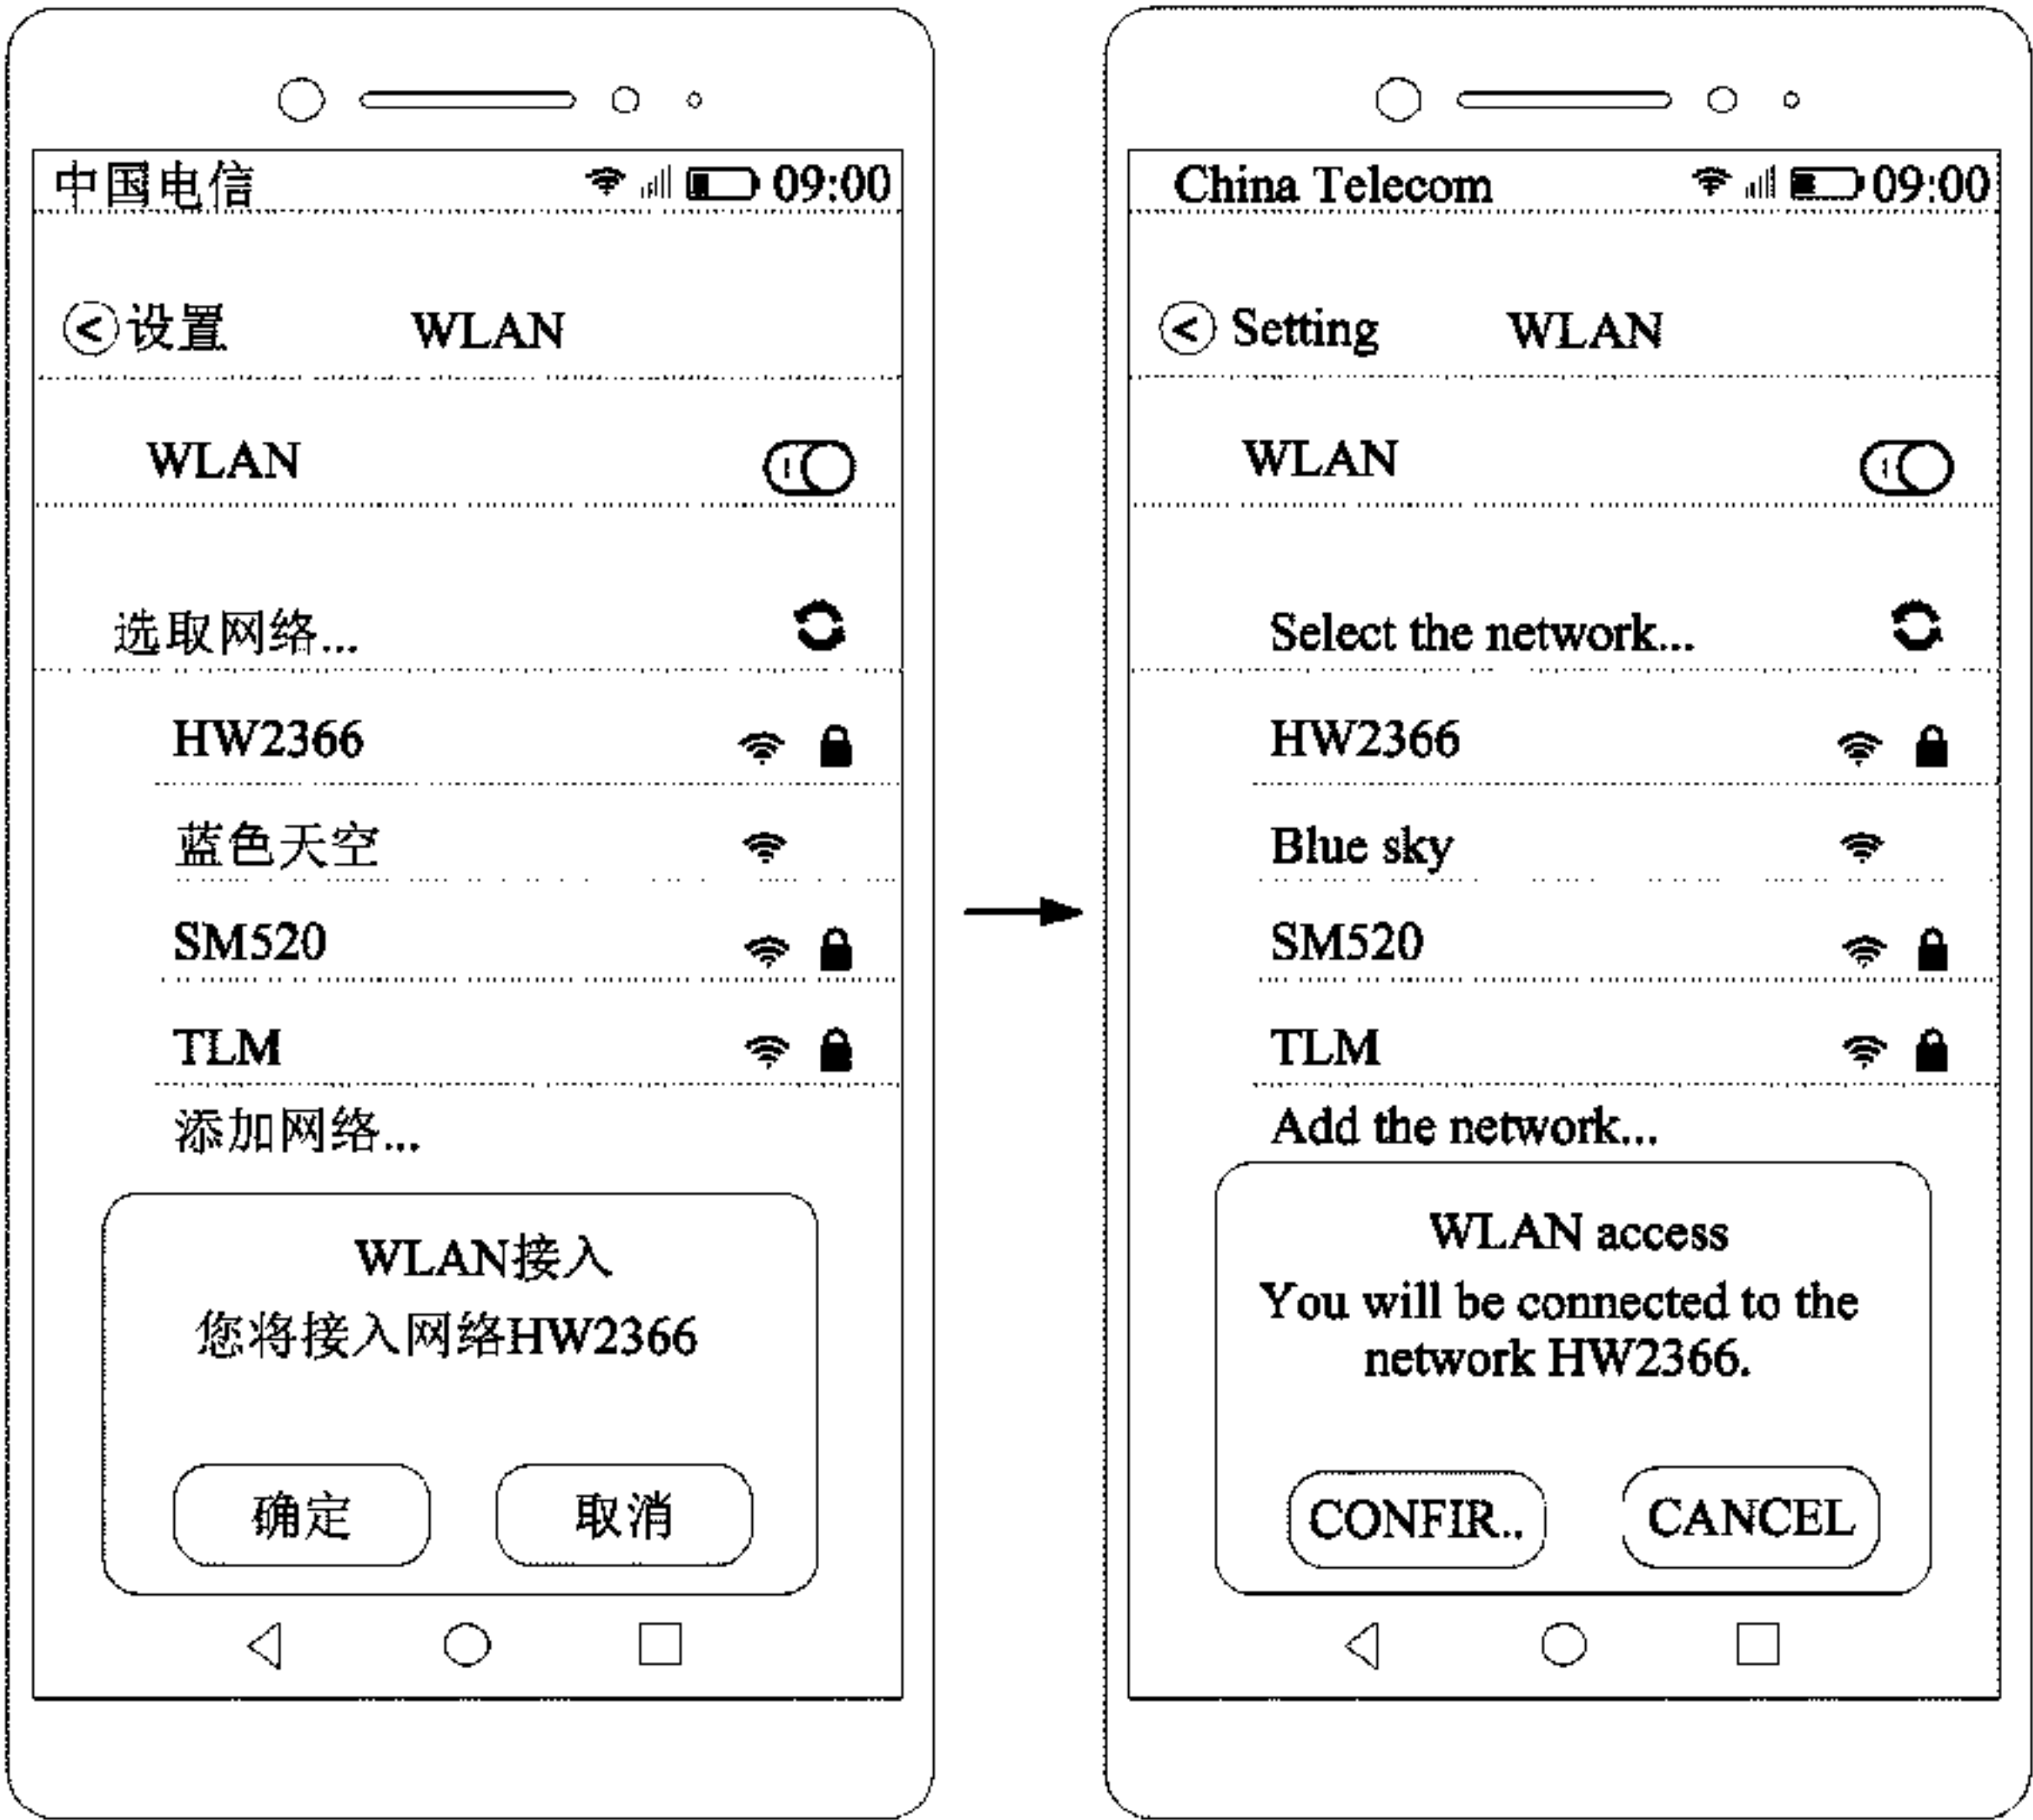 中国电信 09:00
设置 WLAN
WLAN
选取网络...
HW2366
蓝色天空
SM520
TLM
添加网络...
WLAN接入
您将接入网络HW2366
确定 取消
China Telecom 09:00
Setting WLAN
WLAN
Select the network...
HW2366
Blue sky
SM520
TLM
Add the network...
WLAN access
You will be connected to the
network HW2366.
CONFIR.. CANCEL